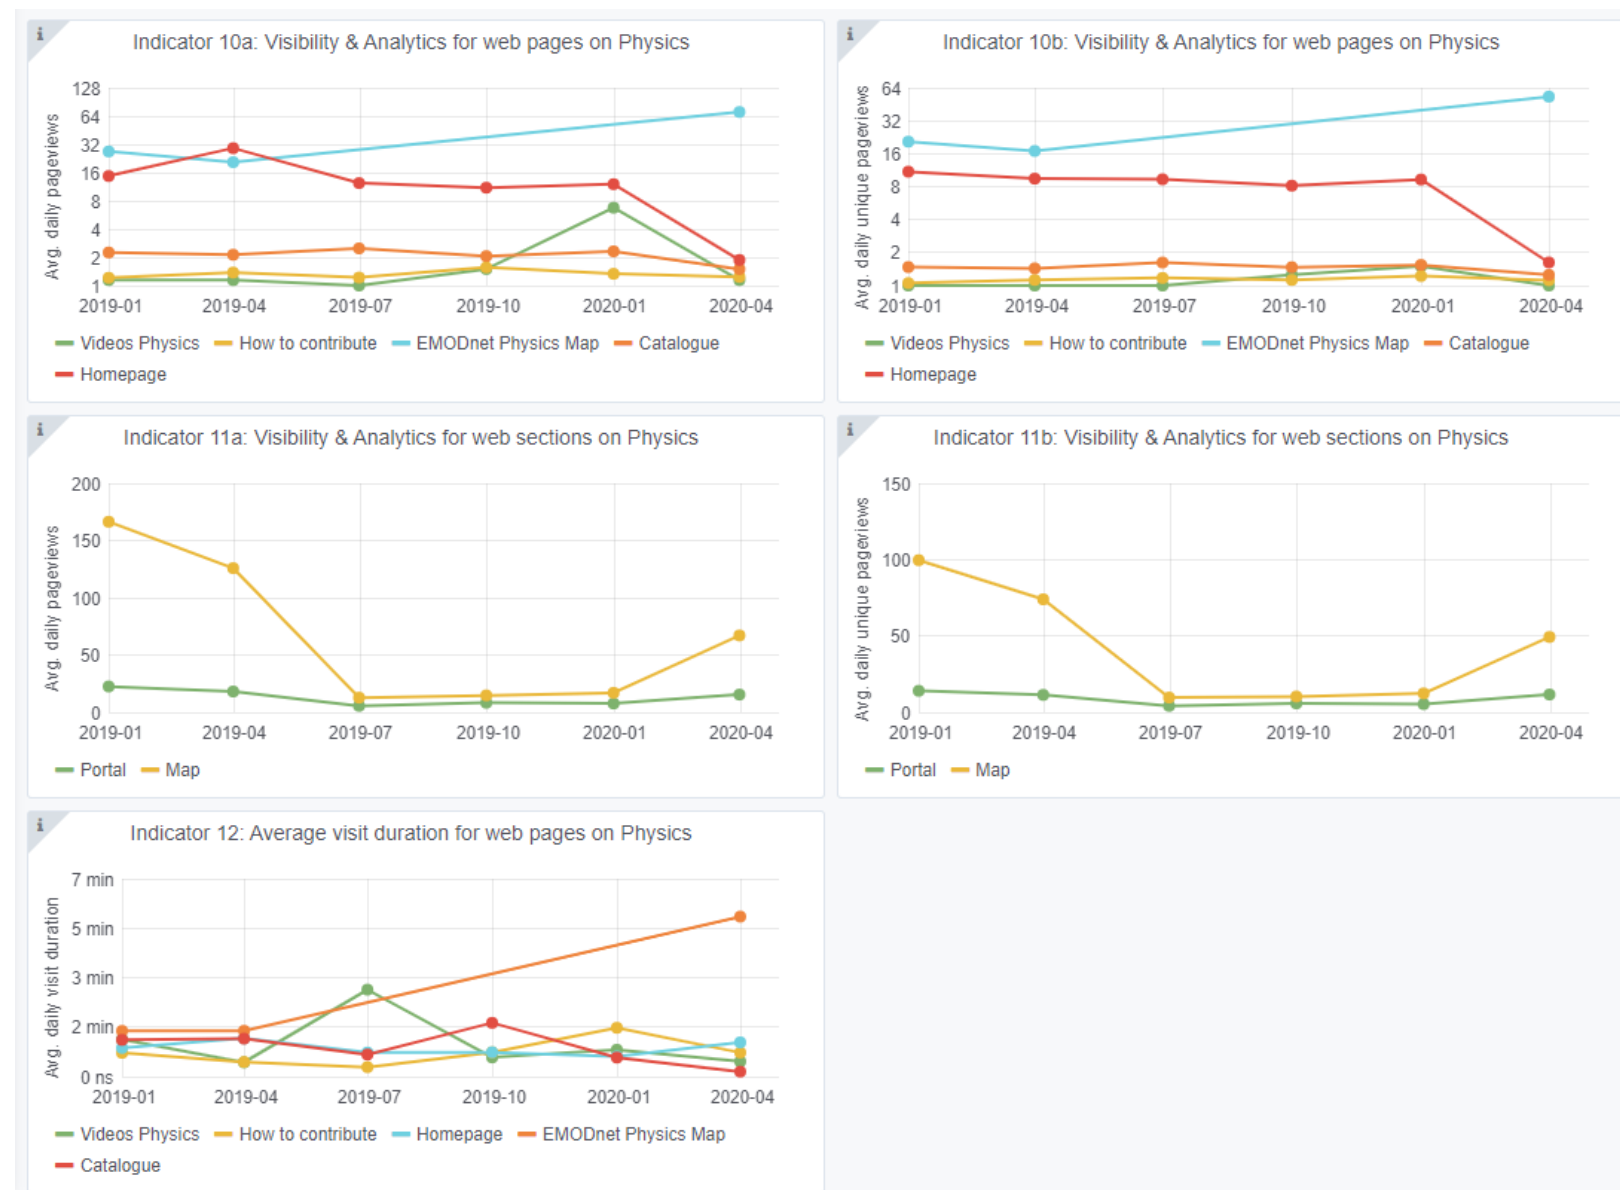 Indicator 10a: Visibility & Analytics for web pages on Physics
Avg. daily pageviews
128
64
32
16
8
4
2
1
2019-01 2019-04 2019-07 2019-10 2020-01 2020-04
Videos Physics How to contribute EMODnet Physics Map Catalogue
Homepage
Indicator 10b: Visibility & Analytics for web pages on Physics
Avg. daily unique pageviews
64
32
16
8
4
2
1
2019-01 2019-04 2019-07 2019-10 2020-01 2020-04
Videos Physics How to contribute EMODnet Physics Map Catalogue
Homepage
Indicator 11a: Visibility & Analytics for web sections on Physics
Avg. daily pageviews
200
150
100
50
0
2019-01 2019-04 2019-07 2019-10 2020-01 2020-04
Portal Map
Indicator 11b: Visibility & Analytics for web sections on Physics
Avg. daily unique pageviews
150
100
50
0
2019-01 2019-04 2019-07 2019-10 2020-01 2020-04
Portal Map
Indicator 12: Average visit duration for web pages on Physics
Avg. daily visit duration
7 min
5 min
3 min
2 min
0 ns
2019-01 2019-04 2019-07 2019-10 2020-01 2020-04
Videos Physics How to contribute Homepage EMODnet Physics Map
Catalogue